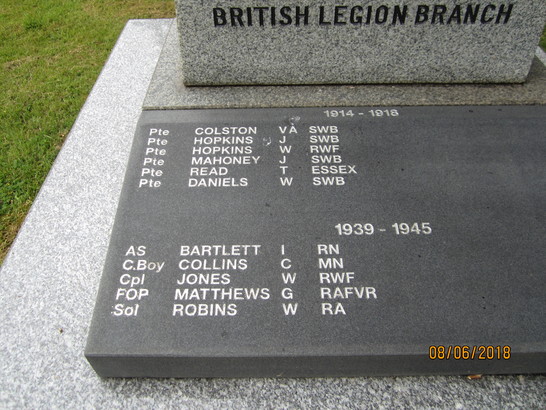 BRITISH LEGION BRANCH
1914 - 1918
Pte COLSTON VA SWB
Pte HOPKINS J SWB
Pte HOPKINS W RWF
Pte MAHONEY J SWB
Pte READ T ESSEX
Pte DANIELS W SWB
1939 - 1945
AS BARTLETT I RN
C.Boy COLLINS C MN
Cpl JONES W RWF
FOP MATTHEWS G RAFVR
Sol ROBINS W RA
08/06/2018